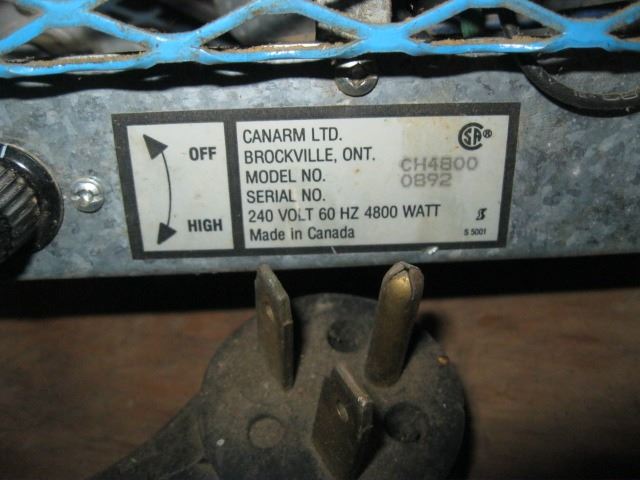 OFF
HIGH
CANARM LTD.
BROCKVILLE, ONT.
MODEL NO. CH4800
SERIAL NO. 0892
240 VOLT 60 HZ 4800 WATT
Made in Canada
S 5001
SA®